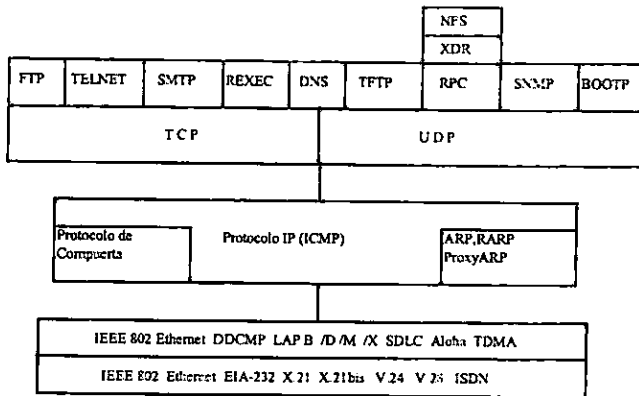 NFS
XDR
FTP TELNET SMTP REXEC DNS TFTP RPC SNMP BOOTP
TCP UDP
Protocolo de Compuerta
Protocolo IP (ICMP)
ARP,RARP
ProxyARP
IEEE 802 Ethernet DDCMP LAP B /D /M /X SDLC Aloha TDMA
IEEE 802 Ethernet EIA-232 X.21 X.21bis V.24 ISDN